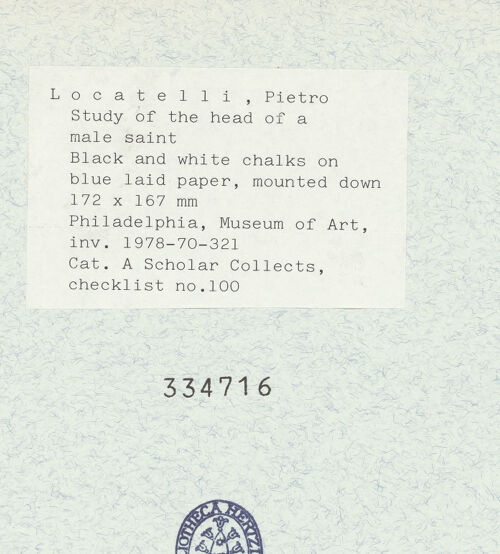 Locatelli, Pietro
Study of the head of a
male saint
Black and white chalks on
blue laid paper, mounted down
172 x 167 mm
Philadelphia, Museum of Art,
inv. 1978-70-321
Cat. A Scholar Collects,
checklist no.100
334716